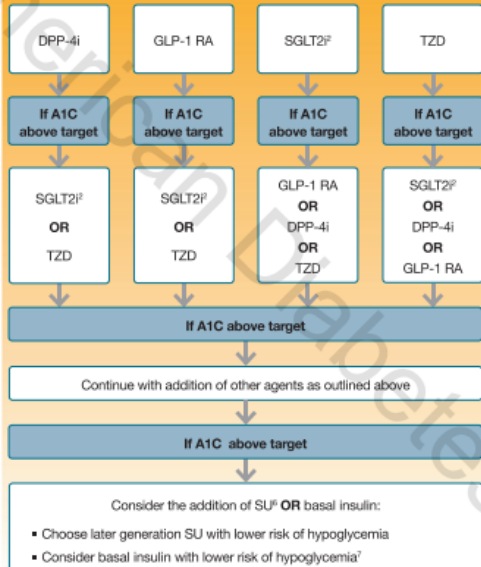 DPP-4i
GLP-1 RA
SGLT2i²
TZD
If A1C
above target
If A1C
above target
If A1C
above target
If A1C
above target
SGLT2i²
OR
TZD
SGLT2i²
OR
TZD
GLP-1 RA
OR
DPP-4i
OR
TZD
SGLT2i²
OR
DPP-4i
OR
GLP-1 RA
If A1C above target
Continue with addition of other agents as outlined above
If A1C above target
Consider the addition of SU⁶ OR basal insulin:
▪ Choose later generation SU with lower risk of hypoglycemia
▪ Consider basal insulin with lower risk of hypoglycemia⁷
merican Diabetes